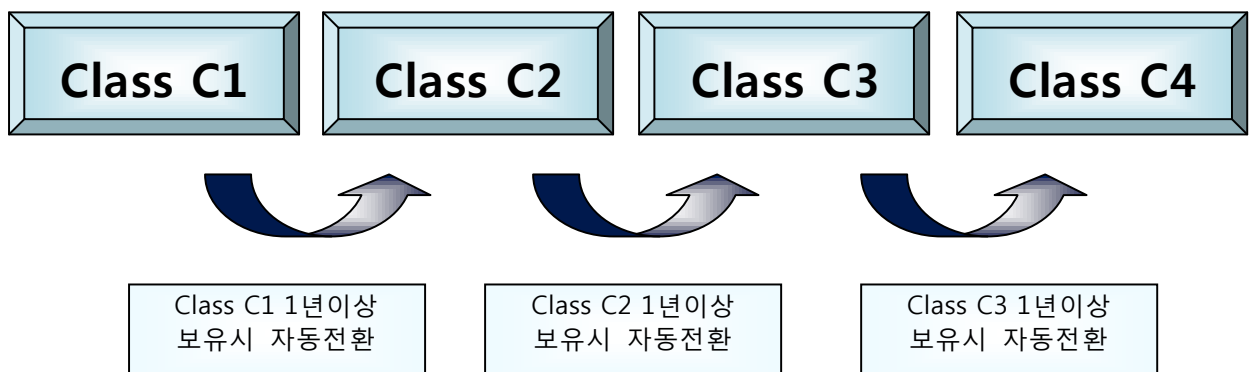 Class C1
Class C2
Class C3
Class C4
Class C1 1년이상
보유시 자동전환
Class C2 1년이상
보유시 자동전환
Class C3 1년이상
보유시 자동전환